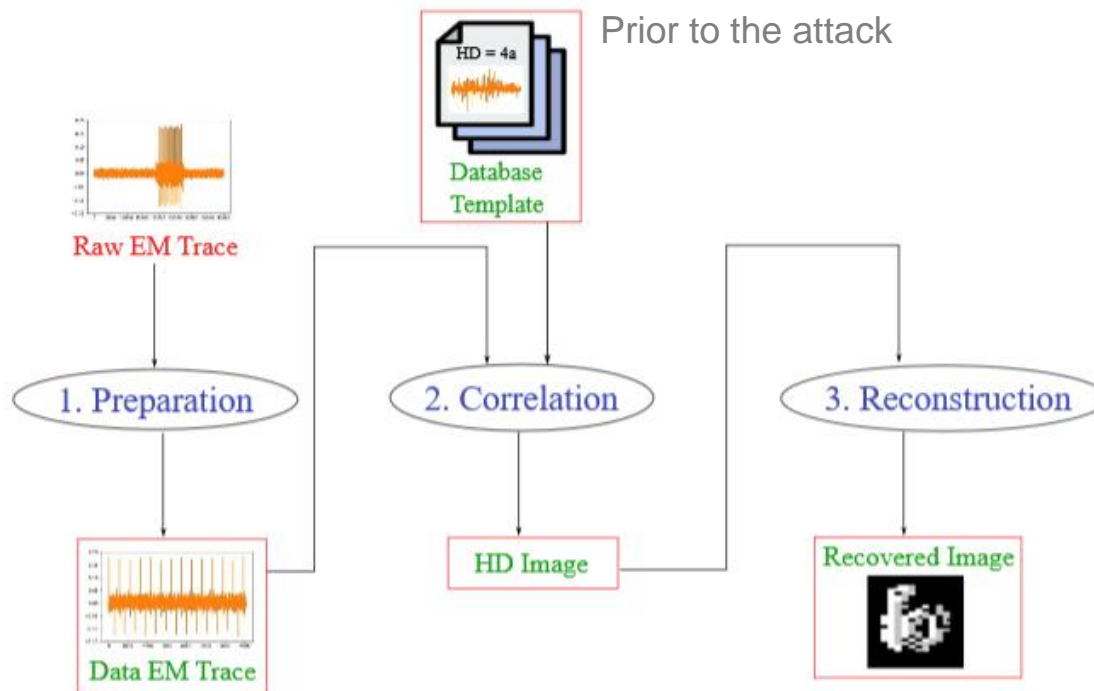 Prior to the attack
HD = 4a
Database
Template
Raw EM Trace
1. Preparation
2. Correlation
3. Reconstruction
Data EM Trace
HD Image
Recovered Image